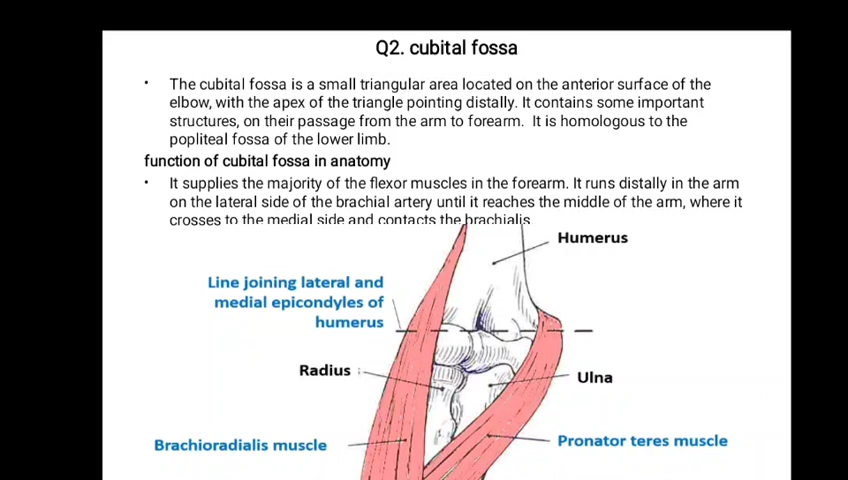 Q2. cubital fossa
• The cubital fossa is a small triangular area located on the anterior surface of the
elbow, with the apex of the triangle pointing distally. It contains some important
structures, on their passage from the arm to forearm. It is homologous to the
popliteal fossa of the lower limb.
function of cubital fossa in anatomy
• It supplies the majority of the flexor muscles in the forearm. It runs distally in the arm
on the lateral side of the brachial artery until it reaches the middle of the arm, where it
crosses to the medial side and contacts the brachialis
Humerus
Line joining lateral and
medial epicondyles of
humerus
Radius
Ulna
Brachioradialis muscle
Pronator teres muscle